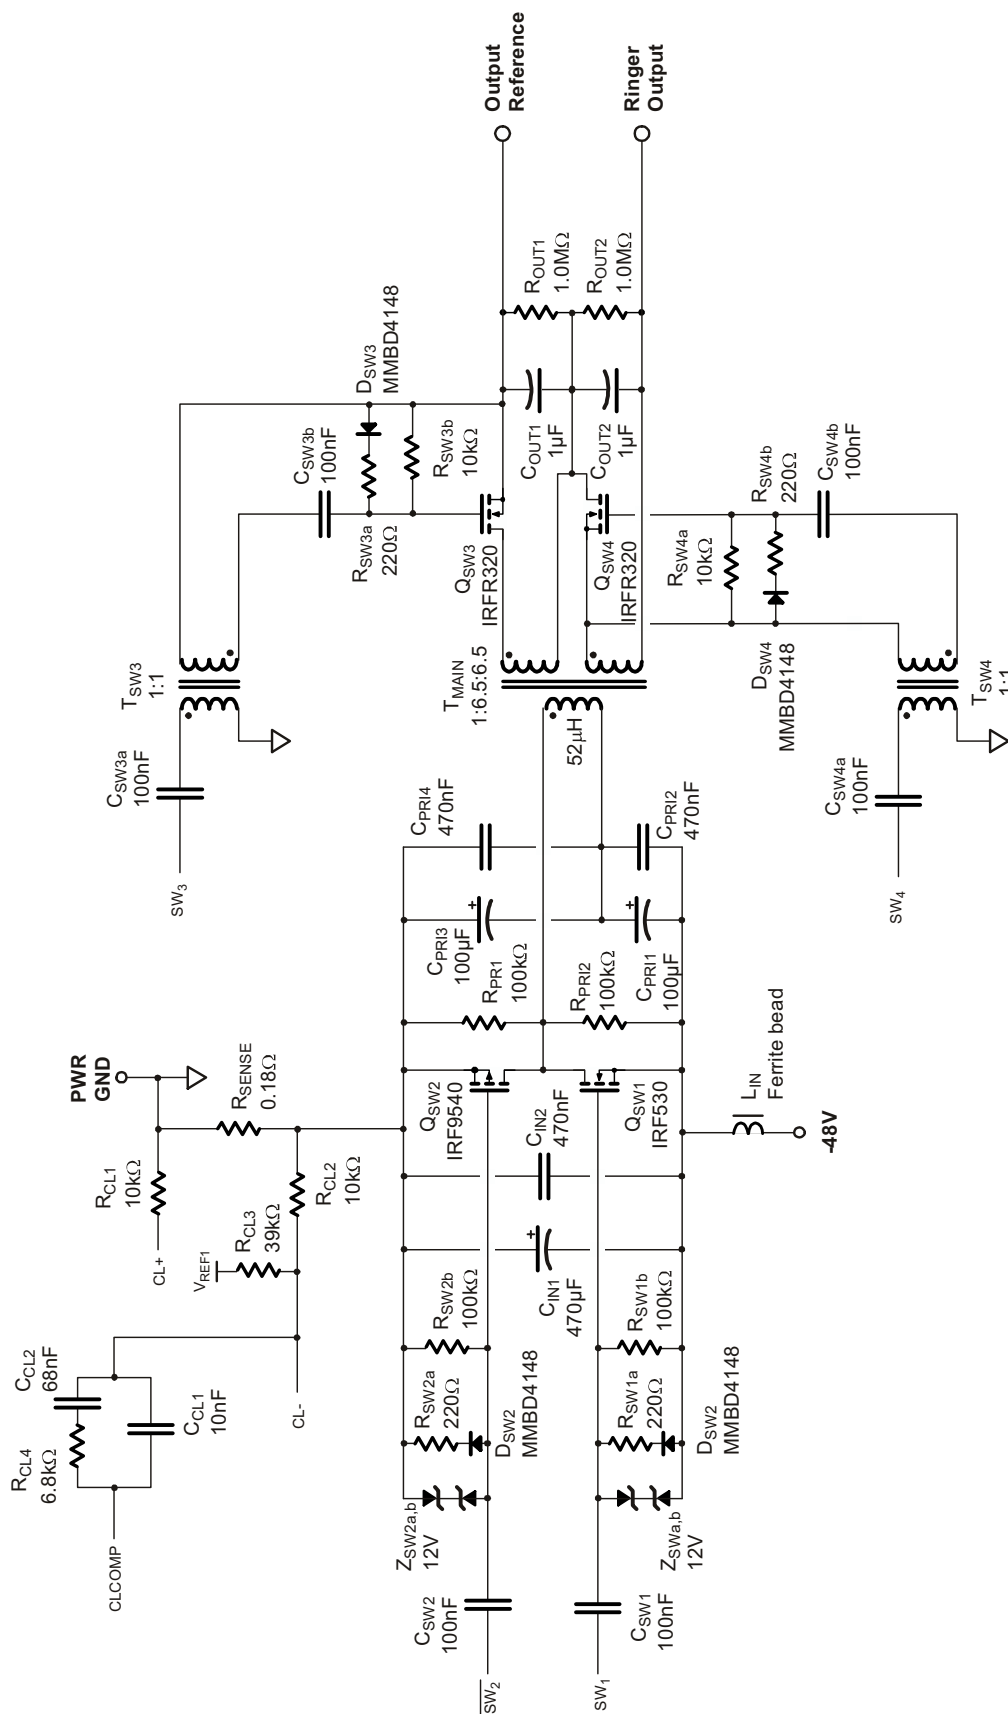 CLCOMP
R_CL4
6.8kΩ
C_CL2
68nF
C_CL1
10nF
CL-
CL+
V_REF1
R_CL3
39kΩ
R_CL1
10kΩ
R_CL2
10kΩ
PWR
GND
R_SENSE
0.18Ω
SW₃
C_SW3a
100nF
T_SW3
1:1
C_SW3b
100nF
R_SW3a
220Ω
D_SW3
MMBD4148
R_SW3b
10kΩ
SW₂
C_SW2
100nF
Z_SW2a,b
12V
R_SW2a
220Ω
D_SW2
MMBD4148
R_SW2b
100kΩ
C_IN1
470µF
+
C_IN2
470nF
Q_SW2
IRF9540
R_PR1
100kΩ
C_PRI3
100µF
+
C_PRI4
470nF
T_MAIN
1:6.5:6.5
52µH
Q_SW3
IRFR320
C_OUT1
1µF
R_OUT1
1.0MΩ
Output
Reference
SW₁
C_SW1
100nF
Z_SWa,b
12V
R_SW1a
220Ω
D_SW2
MMBD4148
R_SW1b
100kΩ
Q_SW1
IRF530
R_PRI2
100kΩ
C_PRI1
100µF
+
C_PRI2
470nF
Q_SW4
IRFR320
C_OUT2
1µF
R_OUT2
1.0MΩ
Ringer
Output
L_IN
Ferrite bead
-48V
SW₄
C_SW4a
100nF
T_SW4
1:1
D_SW4
MMBD4148
R_SW4a
10kΩ
R_SW4b
220Ω
C_SW4b
100nF